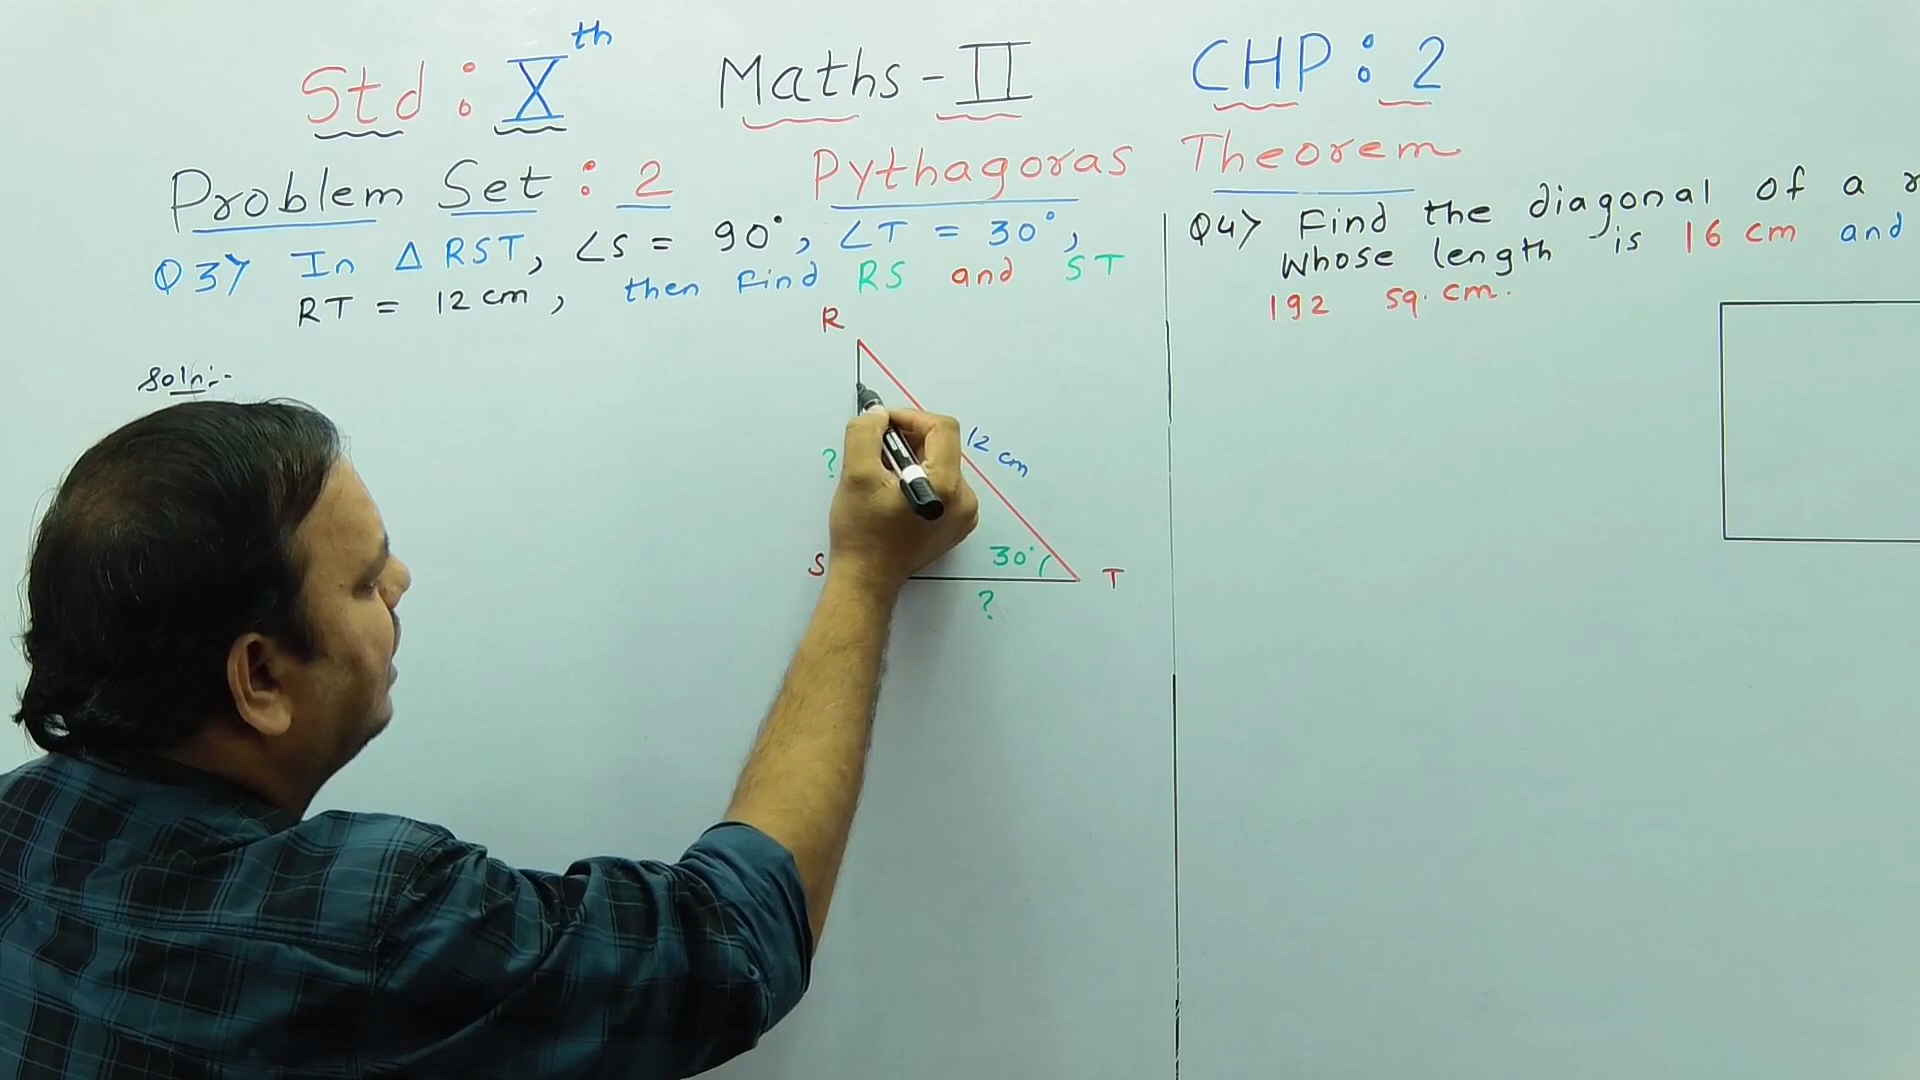 Std : Xth Maths - II CHP : 2
Problem Set : 2 Pythagoras Theorem
Q3> In Δ RST, ∠S = 90°, ∠T = 30°,
RT = 12 cm, then find RS and ST
Soln:-
R
12 cm
?
S
30°
T
?
Q4> Find the diagonal of a
whose length is 16 cm and
192 sq. cm.